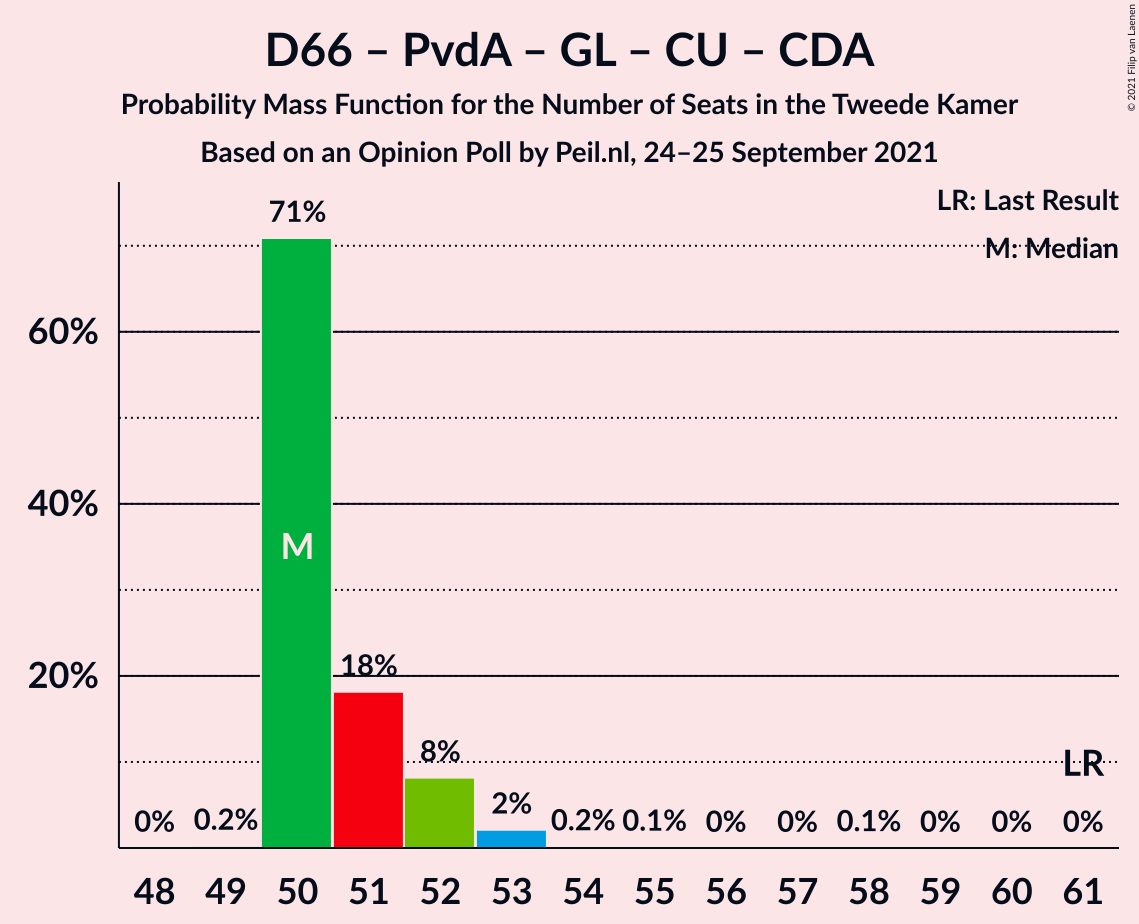 D66 – PvdA – GL – CU – CDA
Probability Mass Function for the Number of Seats in the Tweede Kamer
Based on an Opinion Poll by Peil.nl, 24–25 September 2021
© 2021 Filip van Laenen
LR: Last Result
M: Median
71%
60%
40%
M
20%
18%
8%
LR
0%
0.2%
2%
0.2%
0.1%
0%
0%
0.1%
0%
0%
0%
48 49 50 51 52 53 54 55 56 57 58 59 60 61